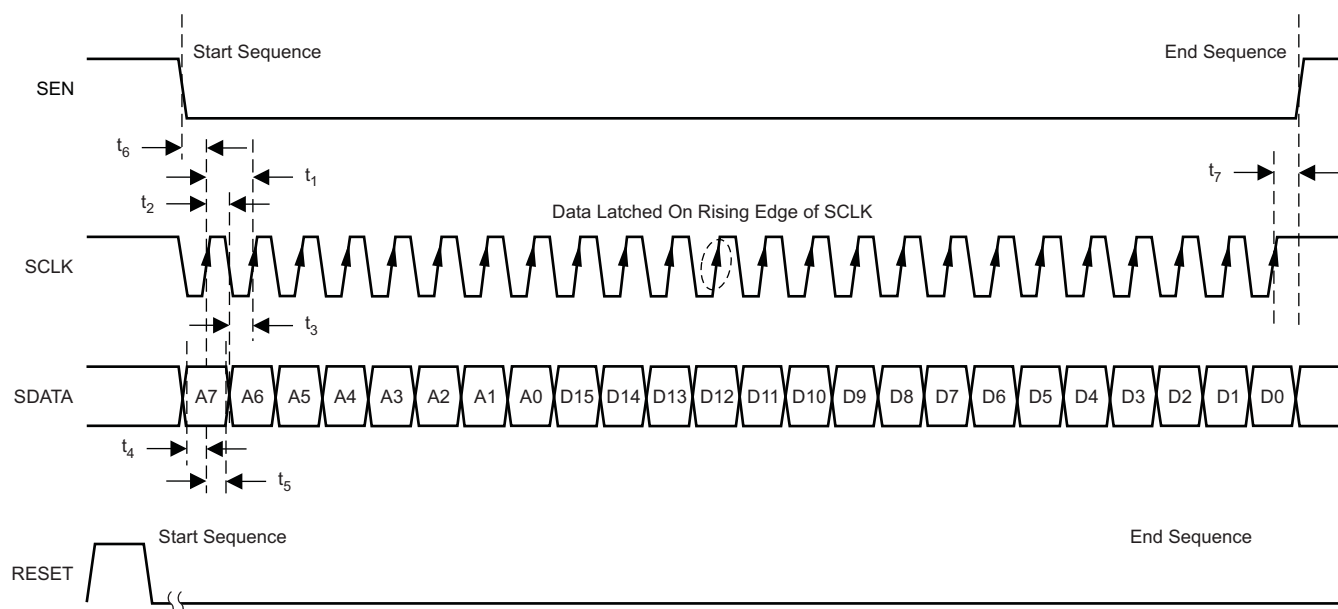 Start Sequence
End Sequence
SEN
t6
t1
t7
t2
Data Latched On Rising Edge of SCLK
SCLK
t3
SDATA
A7 A6 A5 A4 A3 A2 A1 A0 D15 D14 D13 D12 D11 D10 D9 D8 D7 D6 D5 D4 D3 D2 D1 D0
t4
t5
Start Sequence
End Sequence
RESET